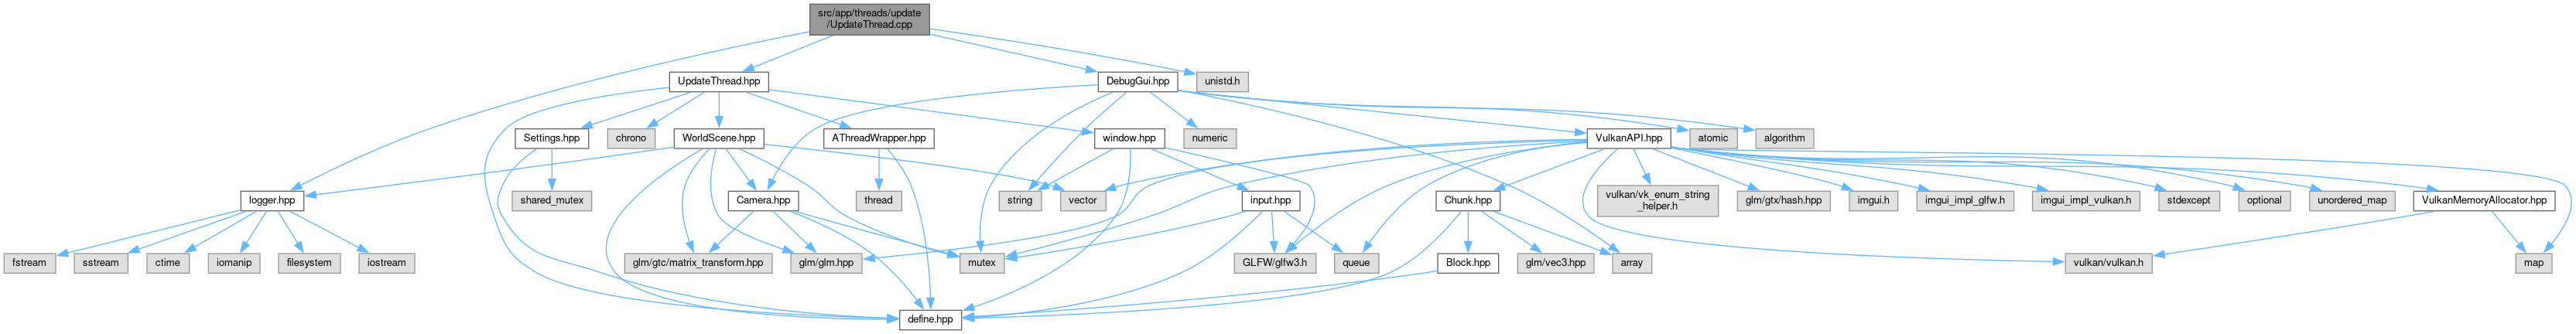 src/app/threads/update
/UpdateThread.cpp
UpdateThread.hpp
DebugGui.hpp
unistd.h
Settings.hpp
chrono
WorldScene.hpp
AThreadWrapper.hpp
window.hpp
numeric
VulkanAPI.hpp
atomic
algorithm
logger.hpp
shared_mutex
Camera.hpp
thread
string
vector
input.hpp
Chunk.hpp
vulkan/vk_enum_string
_helper.h
glm/gtx/hash.hpp
imgui.h
imgui_impl_glfw.h
imgui_impl_vulkan.h
stdexcept
optional
unordered_map
VulkanMemoryAllocator.hpp
fstream
sstream
ctime
iomanip
filesystem
iostream
glm/gtc/matrix_transform.hpp
glm/glm.hpp
mutex
GLFW/glfw3.h
queue
Block.hpp
glm/vec3.hpp
array
vulkan/vulkan.h
map
define.hpp